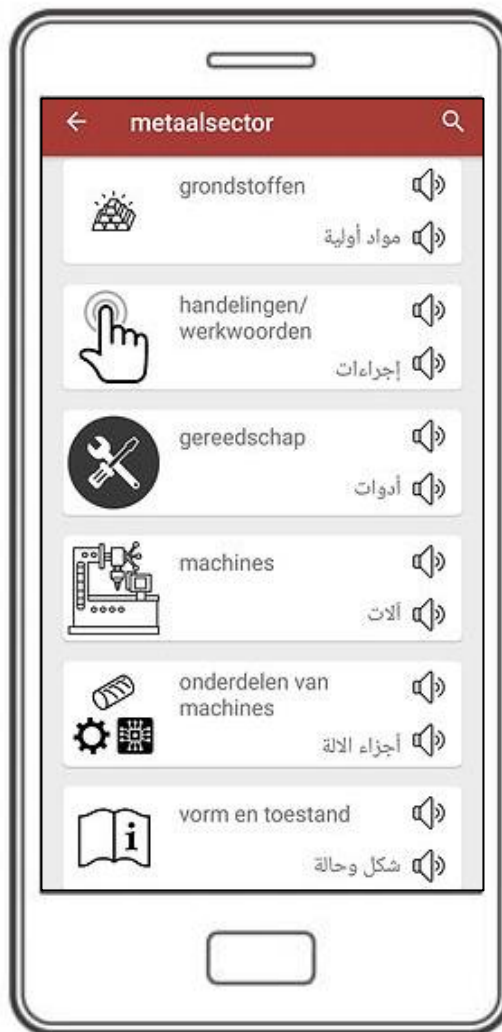 metaalsector
grondstoffen
مواد أولية
handelingen/
werkwoorden
إجراءات
gereedschap
أدوات
machines
آلات
onderdelen van
machines
أجزاء الالة
vorm en toestand
شكل وحالة